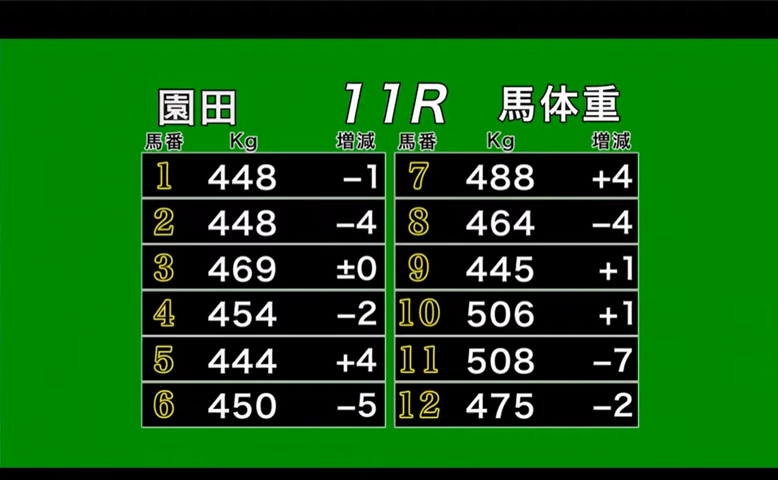 園田 11R 馬体重
馬番 Kg 増減 馬番 Kg 増減
1 448 −1 7 488 +4
2 448 −4 8 464 −4
3 469 ±0 9 445 +1
4 454 −2 10 506 +1
5 444 +4 11 508 −7
6 450 −5 12 475 −2